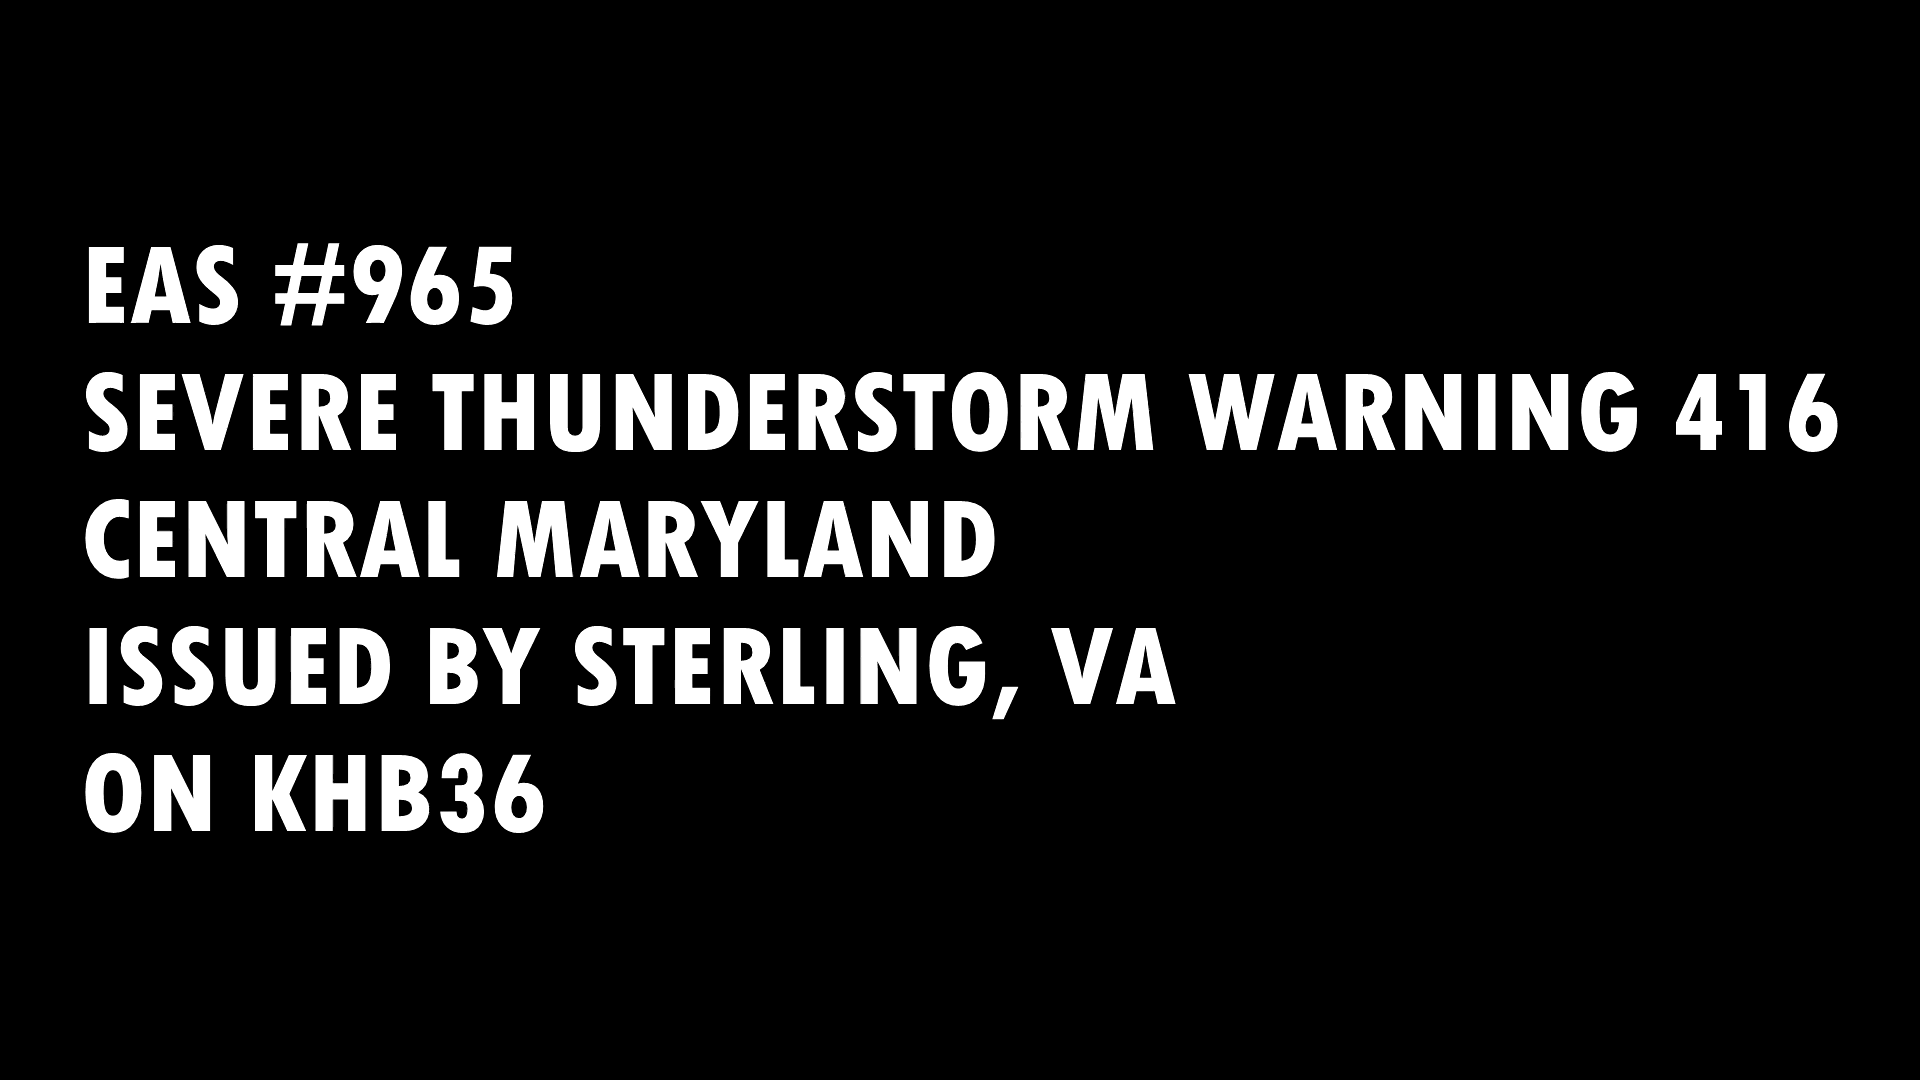 EAS #965
SEVERE THUNDERSTORM WARNING 416
CENTRAL MARYLAND
ISSUED BY STERLING, VA
ON KHB36